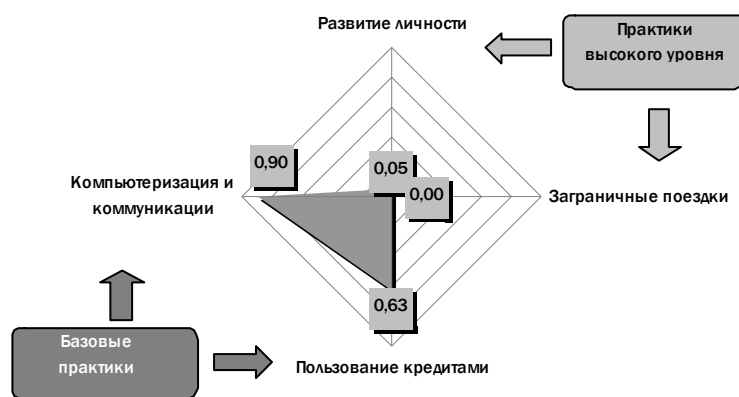 Развитие личности
Практики
высокого уровня
0,90
0,05
0,00
Компьютеризация и
коммуникации
Заграничные поездки
0,63
Базовые
практики
Пользование кредитами